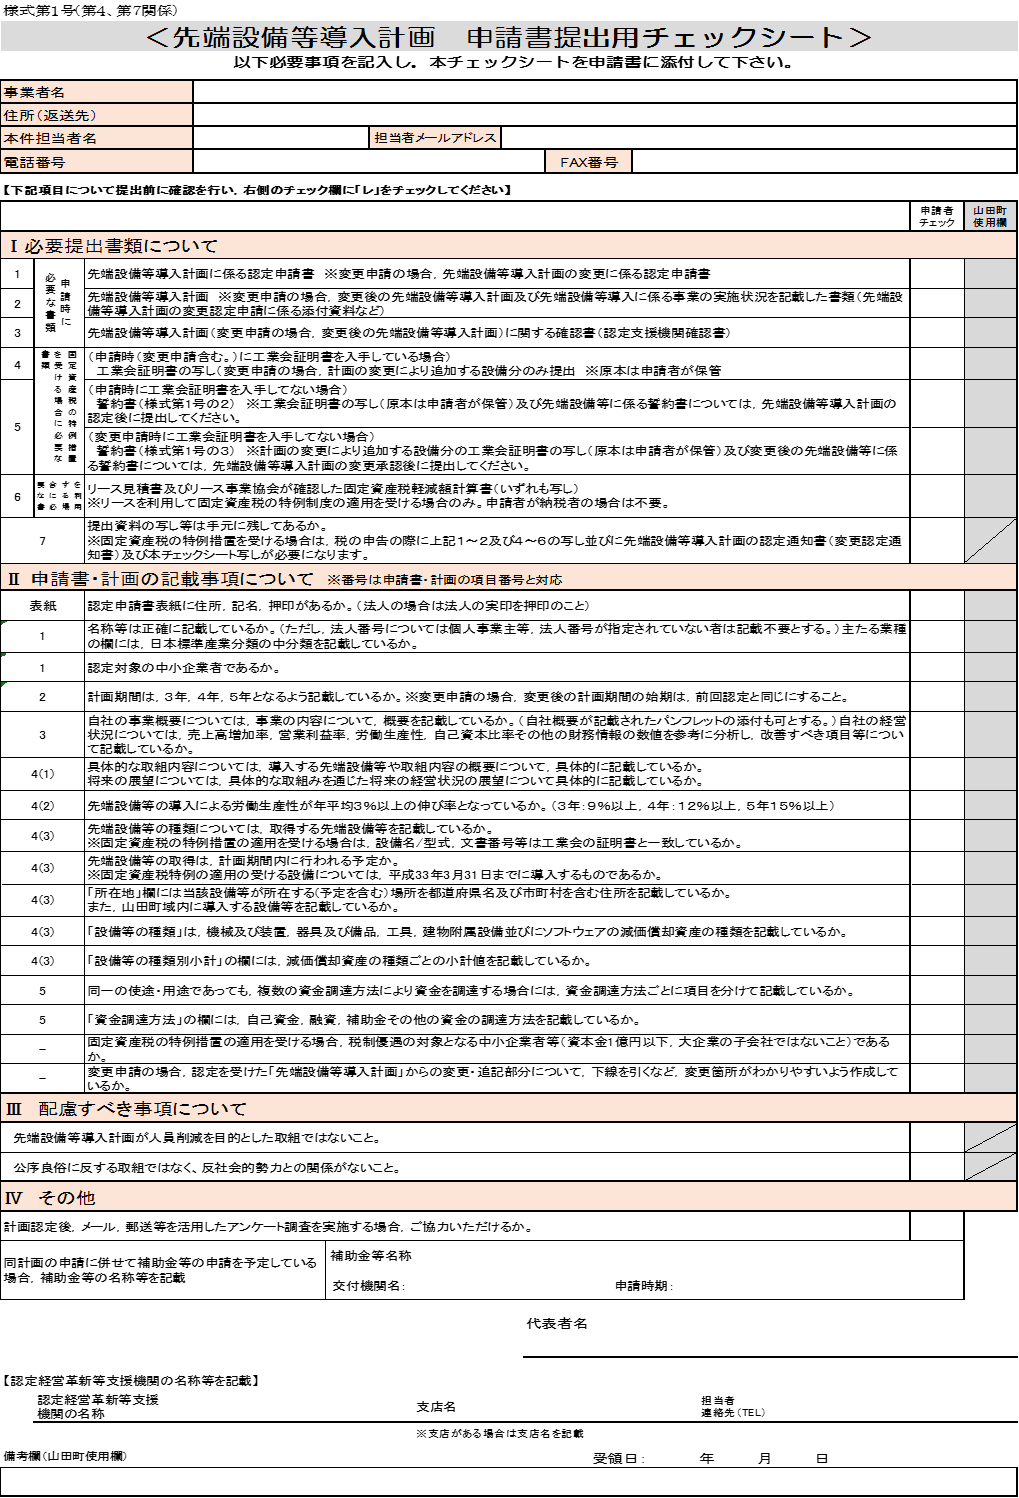 様式第1号（第4、第7関係）
＜先端設備等導入計画　申請書提出用チェックシート＞
以下必要事項を記入し，本チェックシートを申請書に添付して下さい。
事業者名
住所（返送先）
本件担当者名　担当者メールアドレス
電話番号　FAX番号
【下記項目について提出前に確認を行い，右側のチェック欄に「レ」をチェックしてください】
申請者　山田町
チェック　使用欄
Ⅰ 必要提出書類について
申請時に必要な書類
1　先端設備等導入計画に係る認定申請書　※変更申請の場合，先端設備等導入計画の変更に係る認定申請書
2　先端設備等導入計画　※変更申請の場合，変更後の先端設備等導入計画及び先端設備等導入に係る事業の実施状況を記載した書類（先端設
備等導入計画の変更認定申請に係る添付資料など）
3　先端設備等導入計画（変更申請の場合，変更後の先端設備等導入計画）に関する確認書（認定支援機関確認書）
固定資産税の特例措置を受ける場合に必要な書類
4　（申請時（変更申請含む。）に工業会証明書を入手している場合）
工業会証明書の写し（変更申請の場合，計画の変更により追加する設備分のみ提出　※原本は申請者が保管
5　（申請時に工業会証明書を入手してない場合）
誓約書（様式第1号の2）　※工業会証明書の写し（原本は申請者が保管）及び先端設備等に係る誓約書については，先端設備等導入計画の
認定後に提出してください。
（変更申請時に工業会証明書を入手してない場合）
誓約書（様式第1号の3）　※計画の変更により追加する設備分の工業会証明書の写し（原本は申請者が保管）及び変更後の先端設備等に係
る誓約書については，先端設備等導入計画の変更承認後に提出してください。
6　リース見積書及びリース事業協会が確認した固定資産税軽減額計算書（いずれも写し）
※リースを利用して固定資産税の特例制度の適用を受ける場合のみ。申請者が納税者の場合は不要。
7　提出資料の写し等は手元に残してあるか。
※固定資産税の特例措置を受ける場合は，税の申告の際に上記1～2及び4～6の写し並びに先端設備等導入計画の認定通知書（変更認定通
知書）及び本チェックシート写しが必要になります。
Ⅱ 申請書・計画の記載事項について　※番号は申請書・計画の項目番号と対応
表紙　認定申請書表紙に住所，記名，押印があるか。（法人の場合は法人の実印を押印のこと）
1　名称等は正確に記載しているか。（ただし，法人番号については個人事業主等，法人番号が指定されていない者は記載不要とする。）主たる業種
の欄には，日本標準産業分類の中分類を記載しているか。
1　認定対象の中小企業者であるか。
2　計画期間は，3年，4年，5年となるよう記載しているか。※変更申請の場合，変更後の計画期間の始期は，前回認定と同じにすること。
3　自社の事業概要については，事業の内容について，概要を記載しているか。（自社概要が記載されたパンフレットの添付も可とする。）自社の経営
状況については，売上高増加率，営業利益率，労働生産性，自己資本比率その他の財務情報の数値を参考に分析し，改善すべき項目等につい
て記載しているか。
4(1)　具体的な取組内容については，導入する先端設備等や取組内容の概要について，具体的に記載しているか。
将来の展望については，具体的な取組みを通じた将来の経営状況の展望について具体的に記載しているか。
4(2)　先端設備等の導入による労働生産性が年平均3％以上の伸び率となっているか。（3年：9％以上，4年：12％以上，5年15％以上）
4(3)　先端設備等の種類については，取得する先端設備等を記載しているか。
※固定資産税の特例措置の適用を受ける場合は，設備名/型式，文書番号等は工業会の証明書と一致しているか。
4(3)　先端設備等の取得は，計画期間内に行われる予定か。
※固定資産税特例の適用の受ける設備については，平成33年3月31日までに導入するものであるか。
4(3)　「所在地」欄には当該設備等が所在する（予定を含む）場所を都道府県名及び市町村を含む住所を記載しているか。
また，山田町域内に導入する設備等を記載しているか。
4(3)　「設備等の種類」は，機械及び装置，器具及び備品，工具，建物附属設備並びにソフトウェアの減価償却資産の種類を記載しているか。
4(3)　「設備等の種類別小計」の欄には，減価償却資産の種類ごとの小計値を記載しているか。
5　同一の使途・用途であっても，複数の資金調達方法により資金を調達する場合には，資金調達方法ごとに項目を分けて記載しているか。
5　「資金調達方法」の欄には，自己資金，融資，補助金その他の資金の調達方法を記載しているか。
－　固定資産税の特例措置の適用を受ける場合，税制優遇の対象となる中小企業者等（資本金1億円以下，大企業の子会社ではないこと）である
か。
－　変更申請の場合，認定を受けた「先端設備等導入計画」からの変更・追記部分について，下線を引くなど，変更箇所がわかりやすいよう作成して
いるか。
Ⅲ　配慮すべき事項について
先端設備等導入計画が人員削減を目的とした取組ではないこと。
公序良俗に反する取組ではなく、反社会的勢力との関係がないこと。
Ⅳ　その他
計画認定後，メール，郵送等を活用したアンケート調査を実施する場合，ご協力いただけるか。
同計画の申請に併せて補助金等の申請を予定している
場合，補助金等の名称等を記載
補助金等名称
交付機関名：　申請時期：
代表者名
【認定経営革新等支援機関の名称等を記載】
認定経営革新等支援
機関の名称
支店名
担当者
連絡先（TEL）
※支店がある場合は支店名を記載
備考欄（山田町使用欄）　受領日：　年　月　日